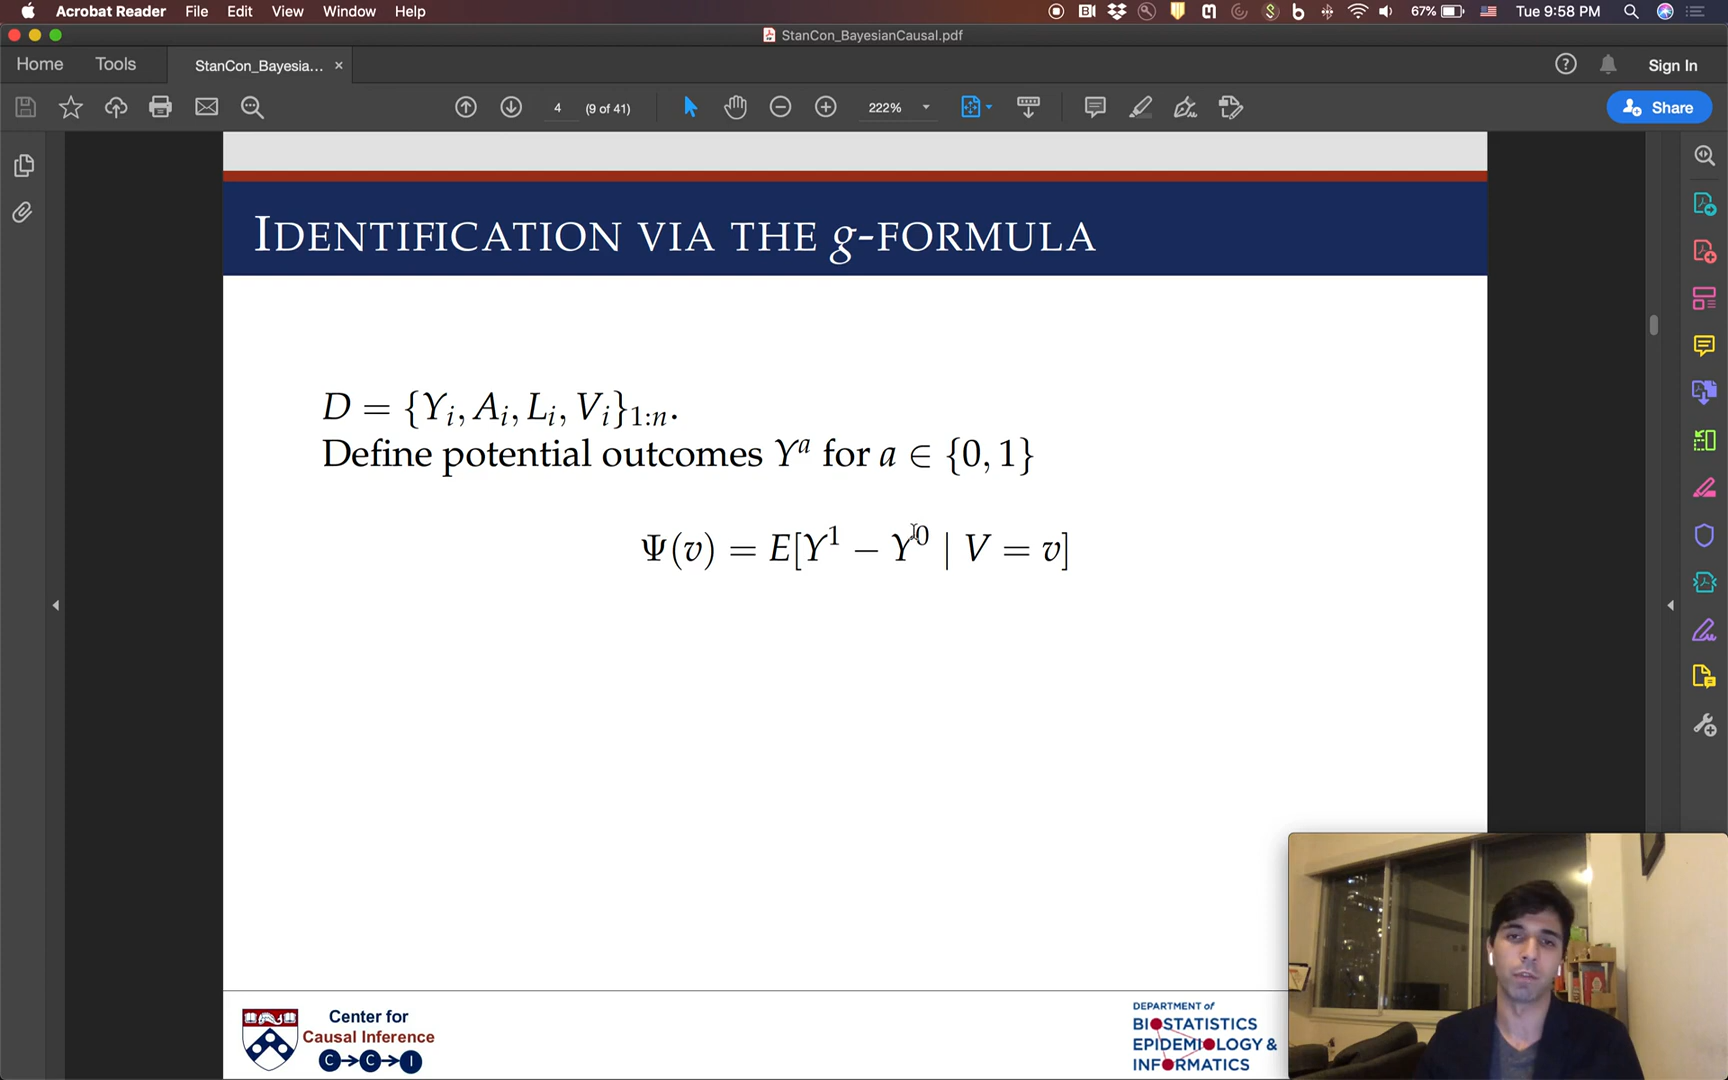 Acrobat Reader File Edit View Window Help 67% Tue 9:58 PM
StanCon_BayesianCausal.pdf
Home Tools StanCon_Bayesia... × Sign In
4 (9 of 41) 222% Share
IDENTIFICATION VIA THE g-FORMULA
D = {Yᵢ, Aᵢ, Lᵢ, Vᵢ}₁:ₙ.
Define potential outcomes Yᵃ for a ∈ {0, 1}
Ψ(v) = E[Y¹ − Y⁰ | V = v]
Center for
Causal Inference
C C I
DEPARTMENT of
BIOSTATISTICS
EPIDEMIOLOGY &
INFORMATICS